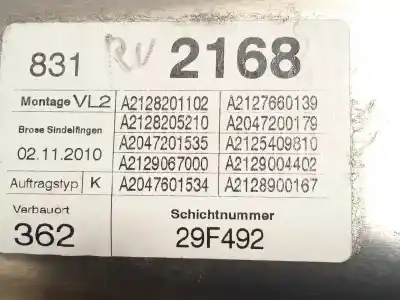 831 RV 2168
Montage VL2 A2128201102 A2127660139
Brose Sindelfingen A2128205210 A2047200179
02.11.2010 A2047201535 A2125409810
A2129067000 A2129004402
Auftragstyp K A2047601534 A2128900167
Verbauort Schichtnummer
362 29F492